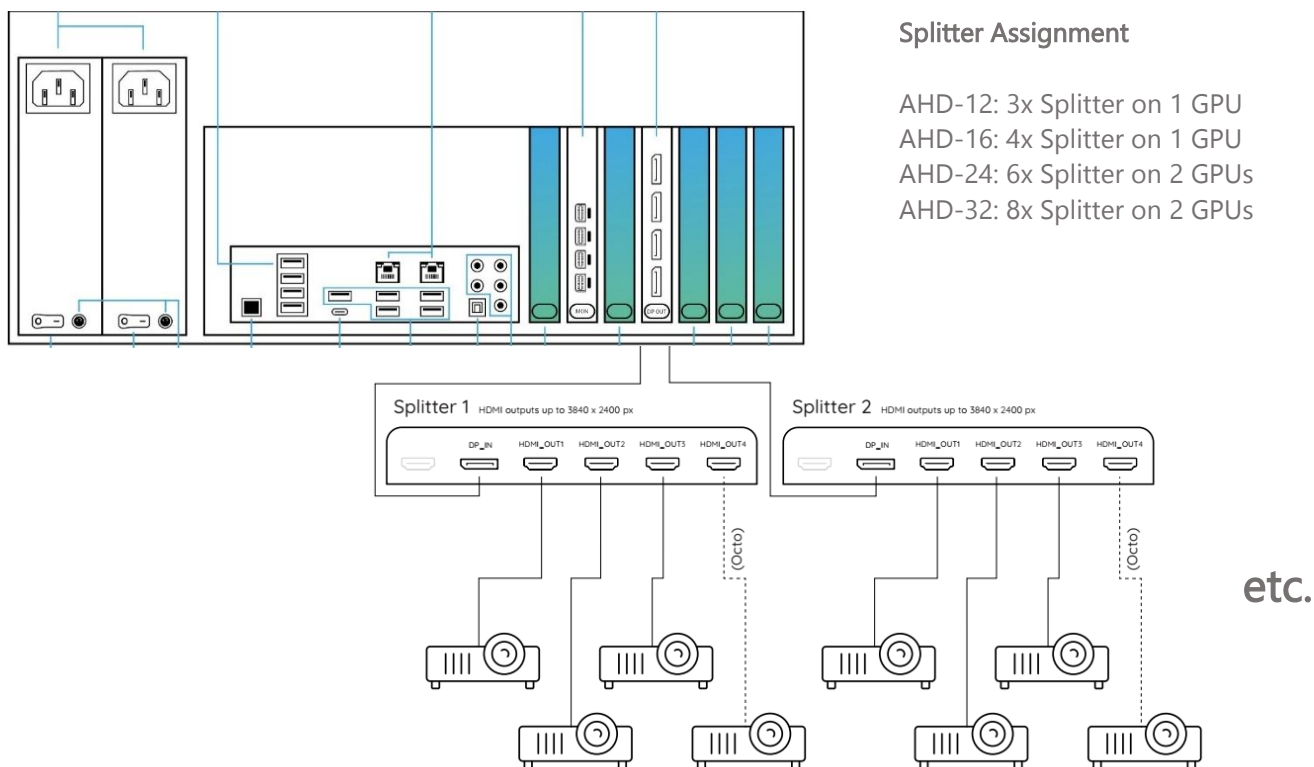 Splitter Assignment
AHD-12: 3x Splitter on 1 GPU
AHD-16: 4x Splitter on 1 GPU
AHD-24: 6x Splitter on 2 GPUs
AHD-32: 8x Splitter on 2 GPUs
MON
DP OUT
Splitter 1 HDMI outputs up to 3840 x 2400 px
DP_IN HDMI_OUT1 HDMI_OUT2 HDMI_OUT3 HDMI_OUT4
(Octo)
Splitter 2 HDMI outputs up to 3840 x 2400 px
DP_IN HDMI_OUT1 HDMI_OUT2 HDMI_OUT3 HDMI_OUT4
(Octo)
etc.